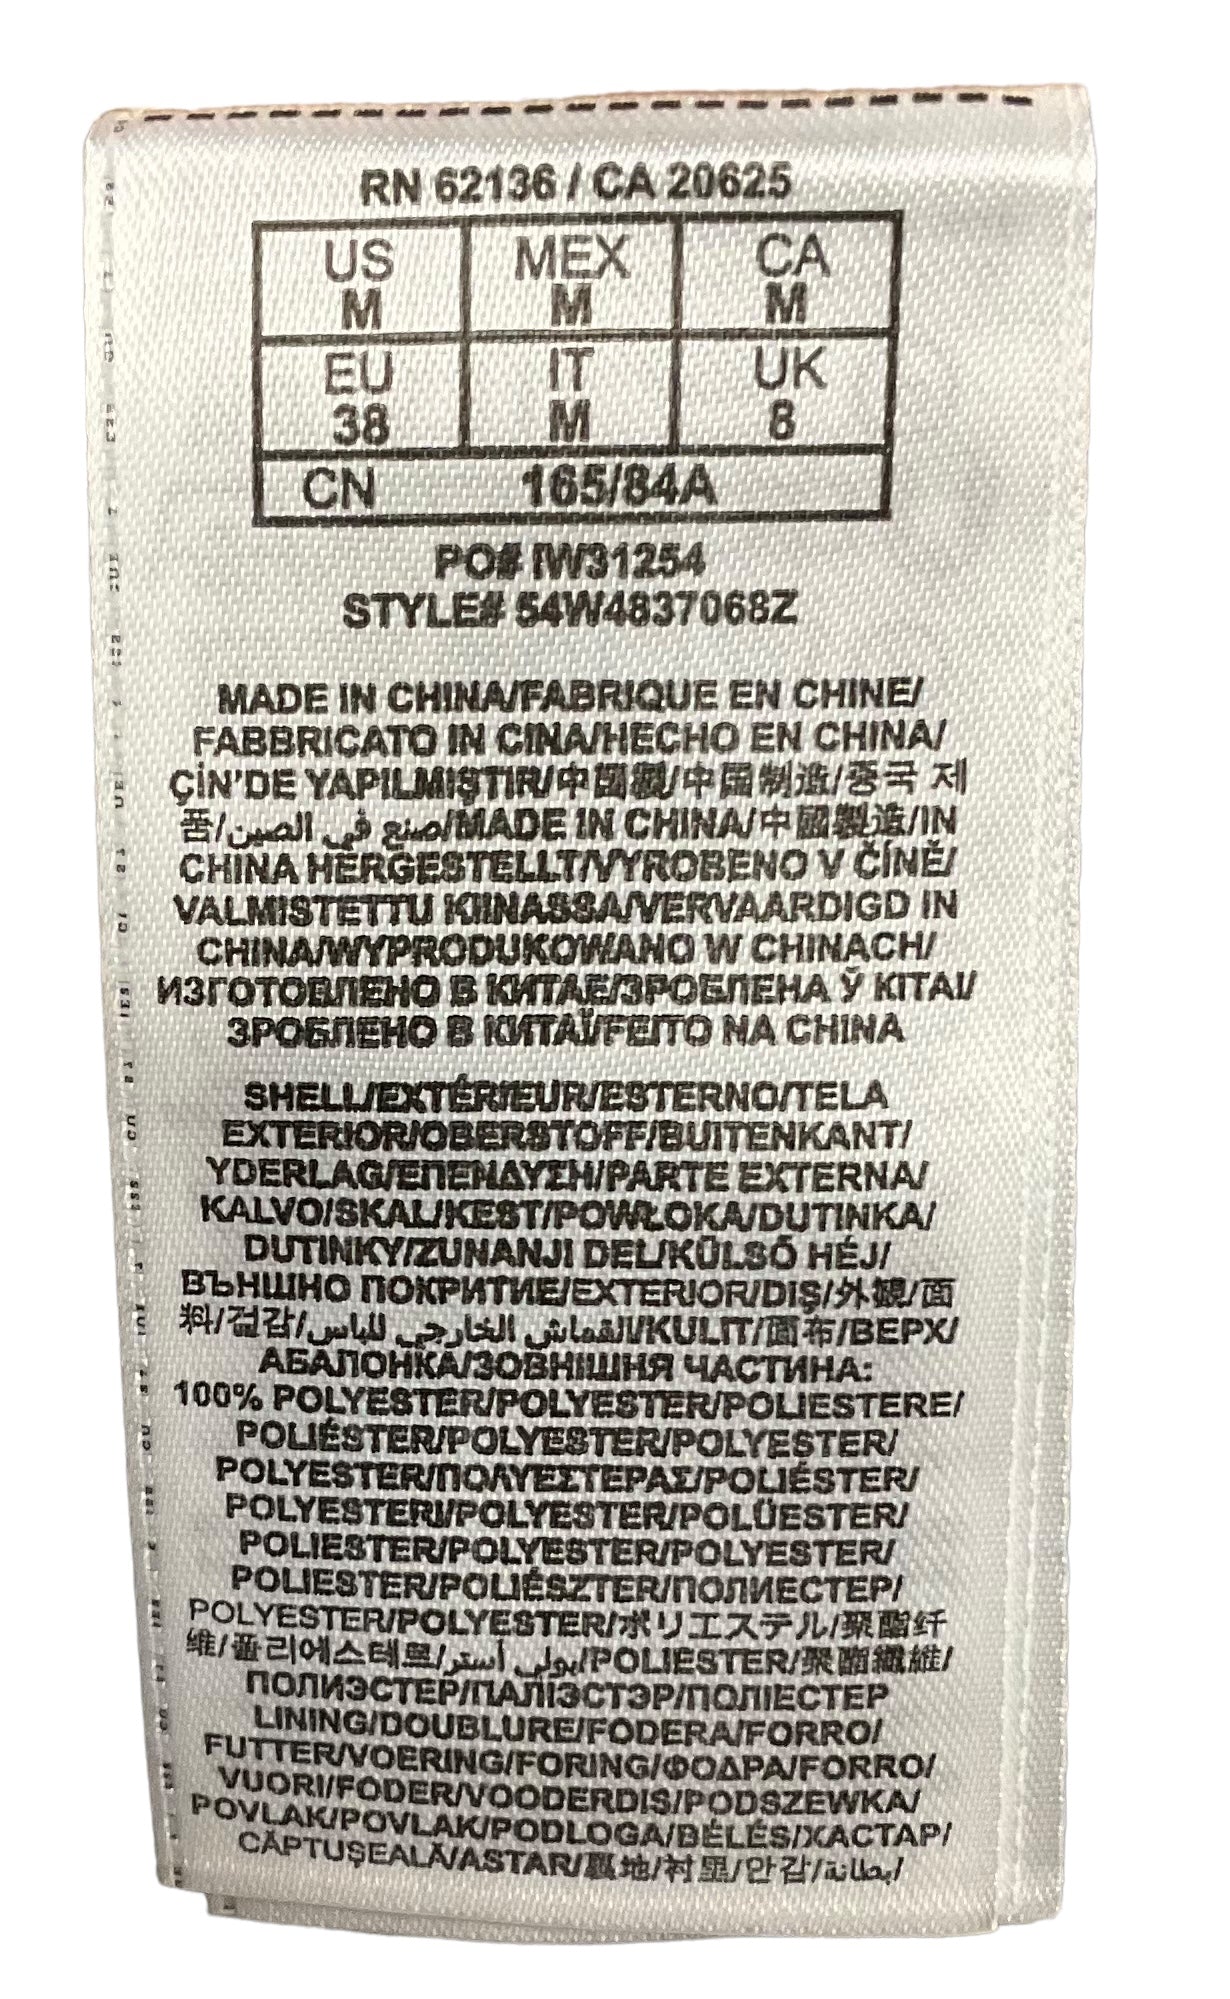 RN 62136 / CA 20625
US MEX CA
M M M
EU IT UK
38 M 8
CN 165/84A
PO# IW31254
STYLE# 54W4837068Z
MADE IN CHINA/FABRIQUE EN CHINE/
FABBRICATO IN CINA/HECHO EN CHINA/
ÇİN'DE YAPILMIŞTIR/中國製/中国制造/중국 제
품/صنع في الصين/MADE IN CHINA/中國製造/IN
CHINA HERGESTELLT/VYROBENO V ČÍNĚ/
VALMISTETTU KIINASSA/VERVAARDIGD IN
CHINA/WYPRODUKOWANO W CHINACH/
ИЗГОТОВЛЕНО В КИТАЕ/ЗРОБЛЕНА Ў КІТАІ/
ЗРОБЛЕНО В КИТАЇ/FEITO NA CHINA
SHELL/EXTÉRIEUR/ESTERNO/TELA
EXTERIOR/OBERSTOFF/BUITENKANT/
YDERLAG/ΕΠΕΝΔΥΣΗ/PARTE EXTERNA/
KALVO/SKAL/KEST/POWŁOKA/DUTINKA/
DUTINKY/ZUNANJI DEL/KÜLSŐ HÉJ/
ВЪНШНО ПОКРИТИЕ/EXTERIOR/DIŞ/外観/面
料/겉감/القماش الخارجي للباس/KULIT/面布/ВЕРХ/
АБАЛОНКА/ЗОВНІШНЯ ЧАСТИНА:
100% POLYESTER/POLYESTER/POLIESTERE/
POLIÉSTER/POLYESTER/POLYESTER/
POLYESTER/ΠΟΛΥΕΣΤΕΡΑΣ/POLIÉSTER/
POLYESTERI/POLYESTER/POLÜESTER/
POLIESTER/POLYESTER/POLYESTER/
POLIESTER/POLIÉSZTER/ПОЛИЕСТЕР/
POLYESTER/POLYESTER/ポリエステル/聚酯纤
维/폴리에스테르/بولي أستر/POLIESTER/聚酯纖維/
ПОЛИЭСТЕР/ПАЛІЭСТЭР/ПОЛІЕСТЕР
LINING/DOUBLURE/FODERA/FORRO/
FUTTER/VOERING/FORING/ΦΟΔΡΑ/FORRO/
VUORI/FODER/VOODERDIS/PODSZEWKA/
POVLAK/POVLAK/PODLOGA/BÉLÉS/ХАСТАР/
CĂPTUȘEALĂ/ASTAR/裏地/衬里/안감/بطانة/